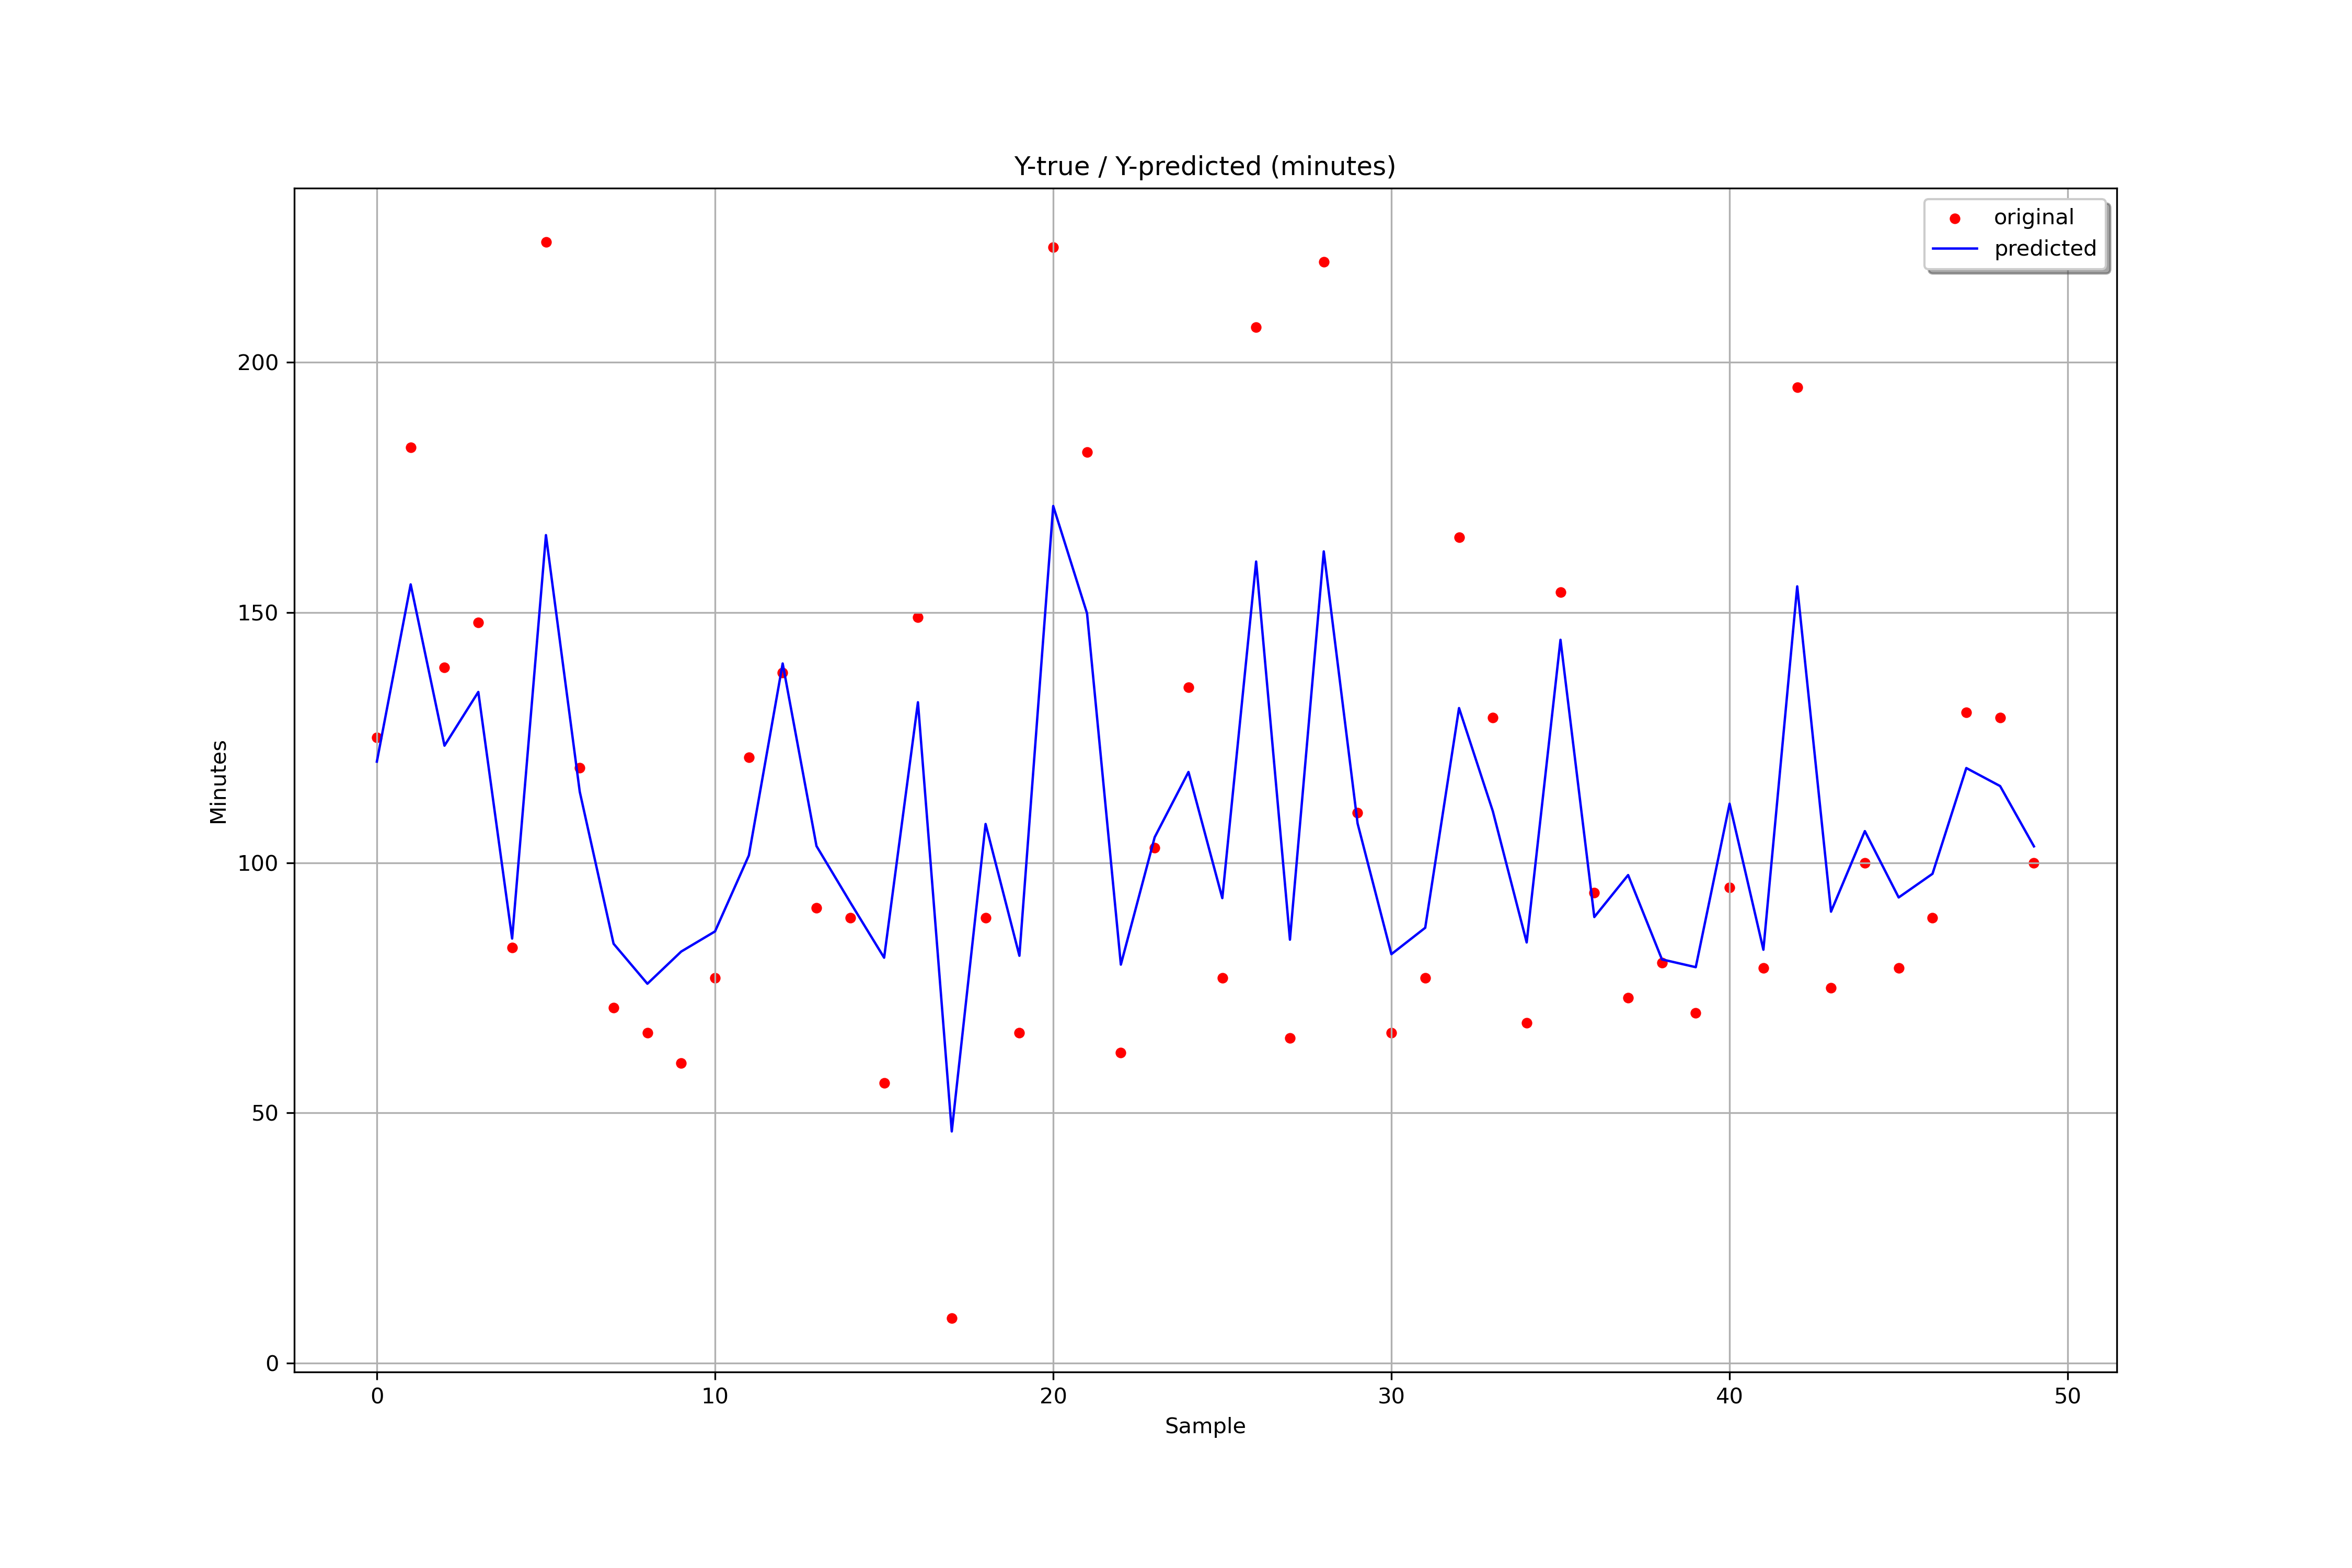 Y-true / Y-predicted (minutes)
original
predicted
200
150
100
50
0
Minutes
0 10 20 30 40 50
Sample